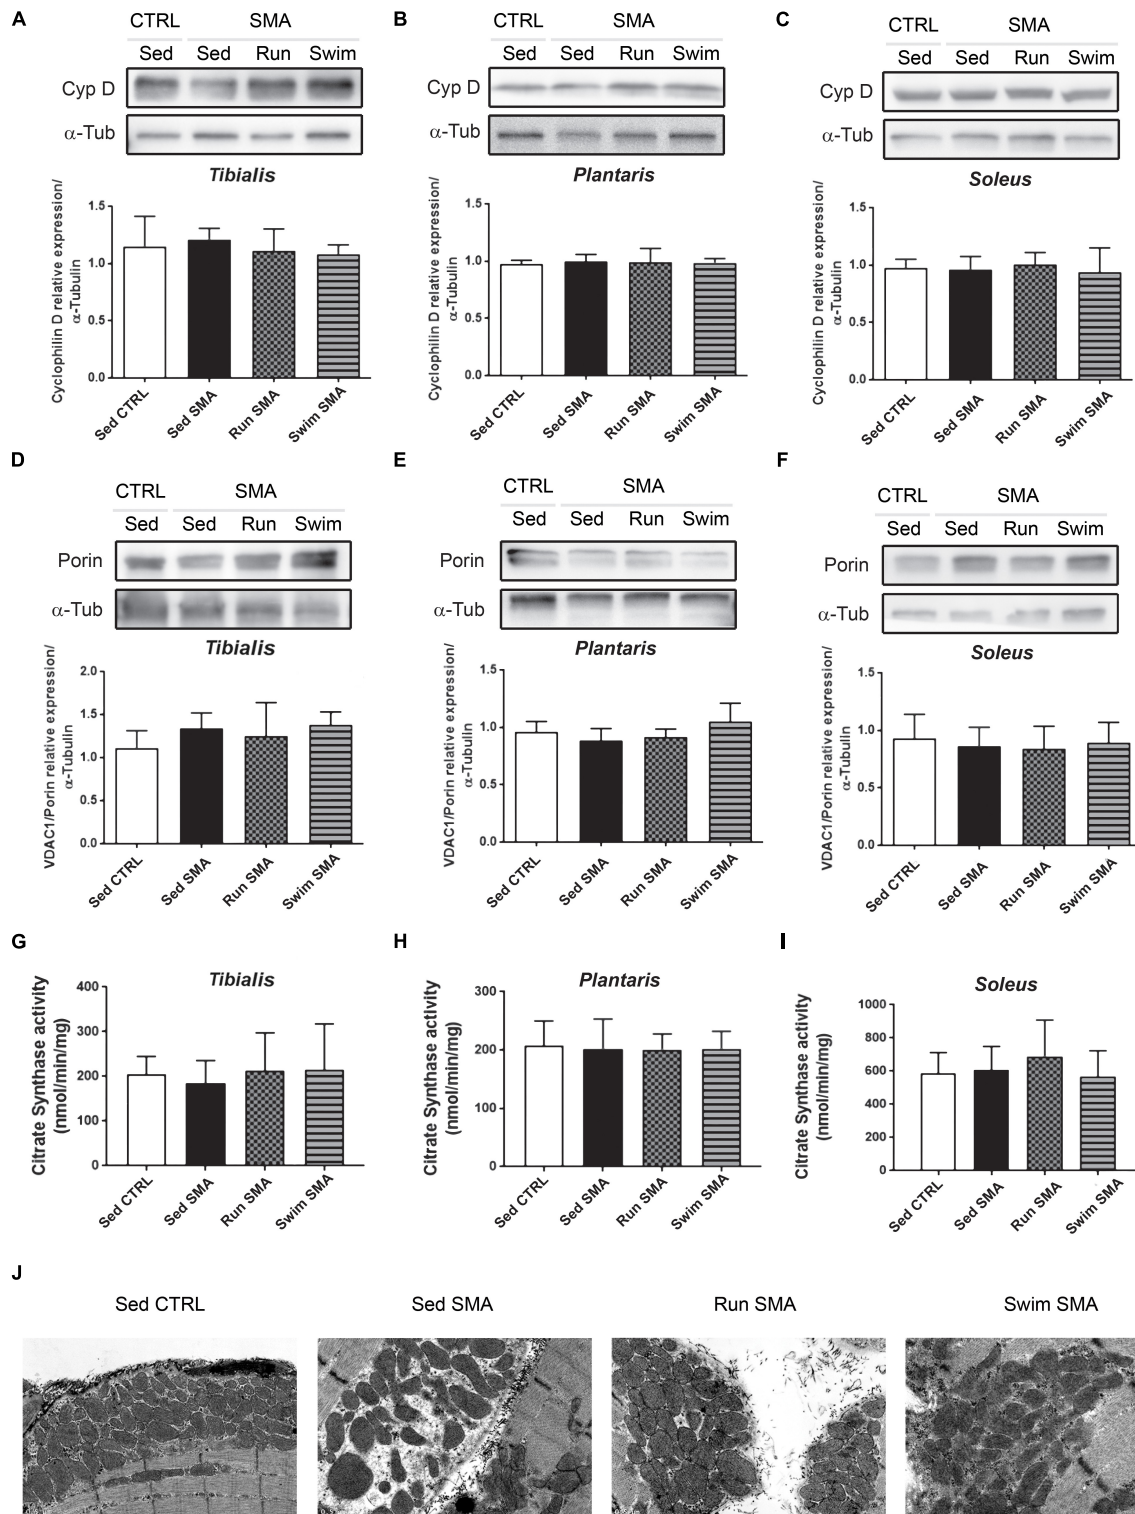 A
CTRL SMA
Sed Sed Run Swim
Cyp D
α-Tub
Tibialis
Cyclophilin D relative expression/
α-Tubulin
1.5
1.0
0.5
0.0
Sed CTRL
Sed SMA
Run SMA
Swim SMA
B
CTRL SMA
Sed Sed Run Swim
Cyp D
α-Tub
Plantaris
Cyclophilin D relative expression/
α-Tubulin
1.5
1.0
0.5
0.0
Sed CTRL
Sed SMA
Run SMA
Swim SMA
C
CTRL SMA
Sed Sed Run Swim
Cyp D
α-Tub
Soleus
Cyclophilin D relative expression/
α-Tubulin
1.5
1.0
0.5
0.0
Sed CTRL
Sed SMA
Run SMA
Swim SMA
D
CTRL SMA
Sed Sed Run Swim
Porin
α-Tub
Tibialis
VDAC1/Porin relative expression/
α-Tubulin
2.0
1.5
1.0
0.5
0.0
Sed CTRL
Sed SMA
Run SMA
Swim SMA
E
CTRL SMA
Sed Sed Run Swim
Porin
α-Tub
Plantaris
VDAC1/Porin relative expression/
α-Tubulin
1.5
1.0
0.5
0.0
Sed CTRL
Sed SMA
Run SMA
Swim SMA
F
CTRL SMA
Sed Sed Run Swim
Porin
α-Tub
Soleus
VDAC1/Porin relative expression/
α-Tubulin
1.5
1.0
0.5
0.0
Sed CTRL
Sed SMA
Run SMA
Swim SMA
G
Tibialis
Citrate Synthase activity
(nmol/min/mg)
400
300
200
100
0
Sed CTRL
Sed SMA
Run SMA
Swim SMA
H
Plantaris
Citrate Synthase activity
(nmol/min/mg)
300
200
100
0
Sed CTRL
Sed SMA
Run SMA
Swim SMA
I
Soleus
Citrate Synthase activity
(nmol/min/mg)
1000
800
600
400
200
0
Sed CTRL
Sed SMA
Run SMA
Swim SMA
J
Sed CTRL Sed SMA Run SMA Swim SMA